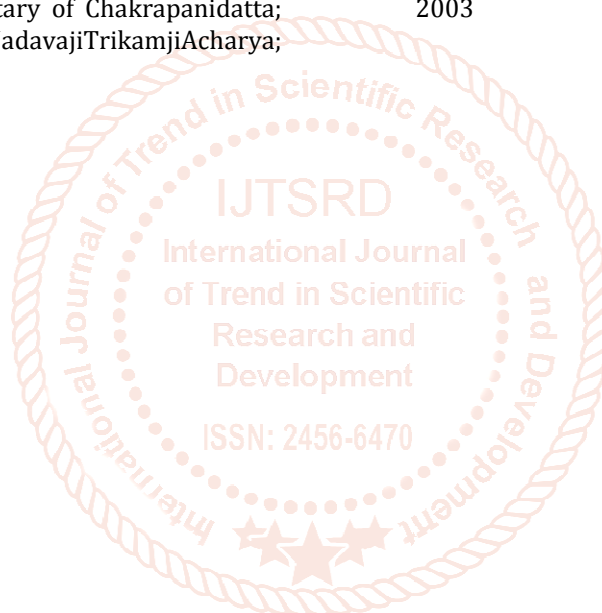 tary of Chakrapanidatta;
2003
adavajiTrikamjiAcharya;
International Journal of Trend in Scientific Research and Development
IJTSRD
International Journal
of Trend in Scientific
Research and
Development
ISSN: 2456-6470